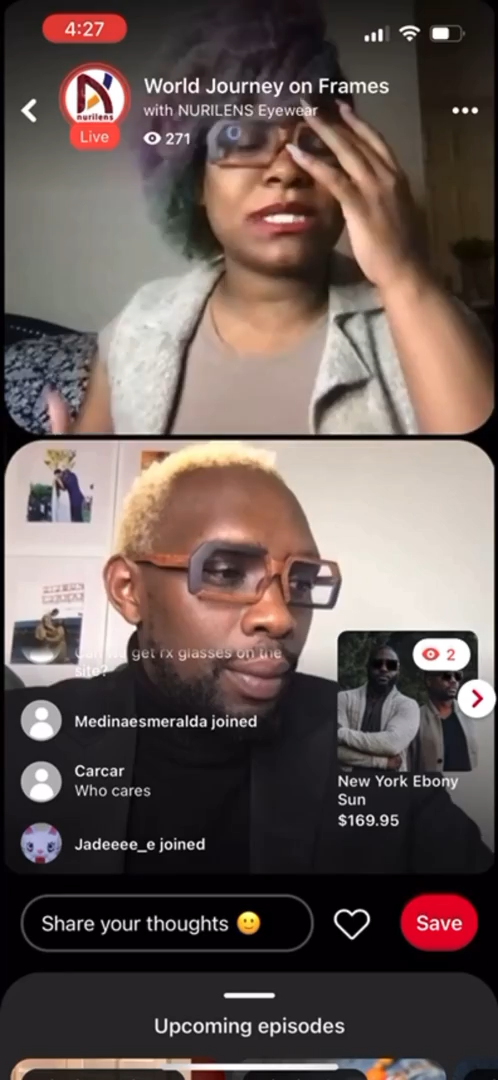 4:27
World Journey on Frames
with NURILENS Eyewear
nurilens
Live
271
get rx glasses on the
site?
2
Medinaesmeralda joined
Carcar
Who cares
New York Ebony
Sun
$169.95
Jadeeee_e joined
Share your thoughts 🙂
Save
Upcoming episodes